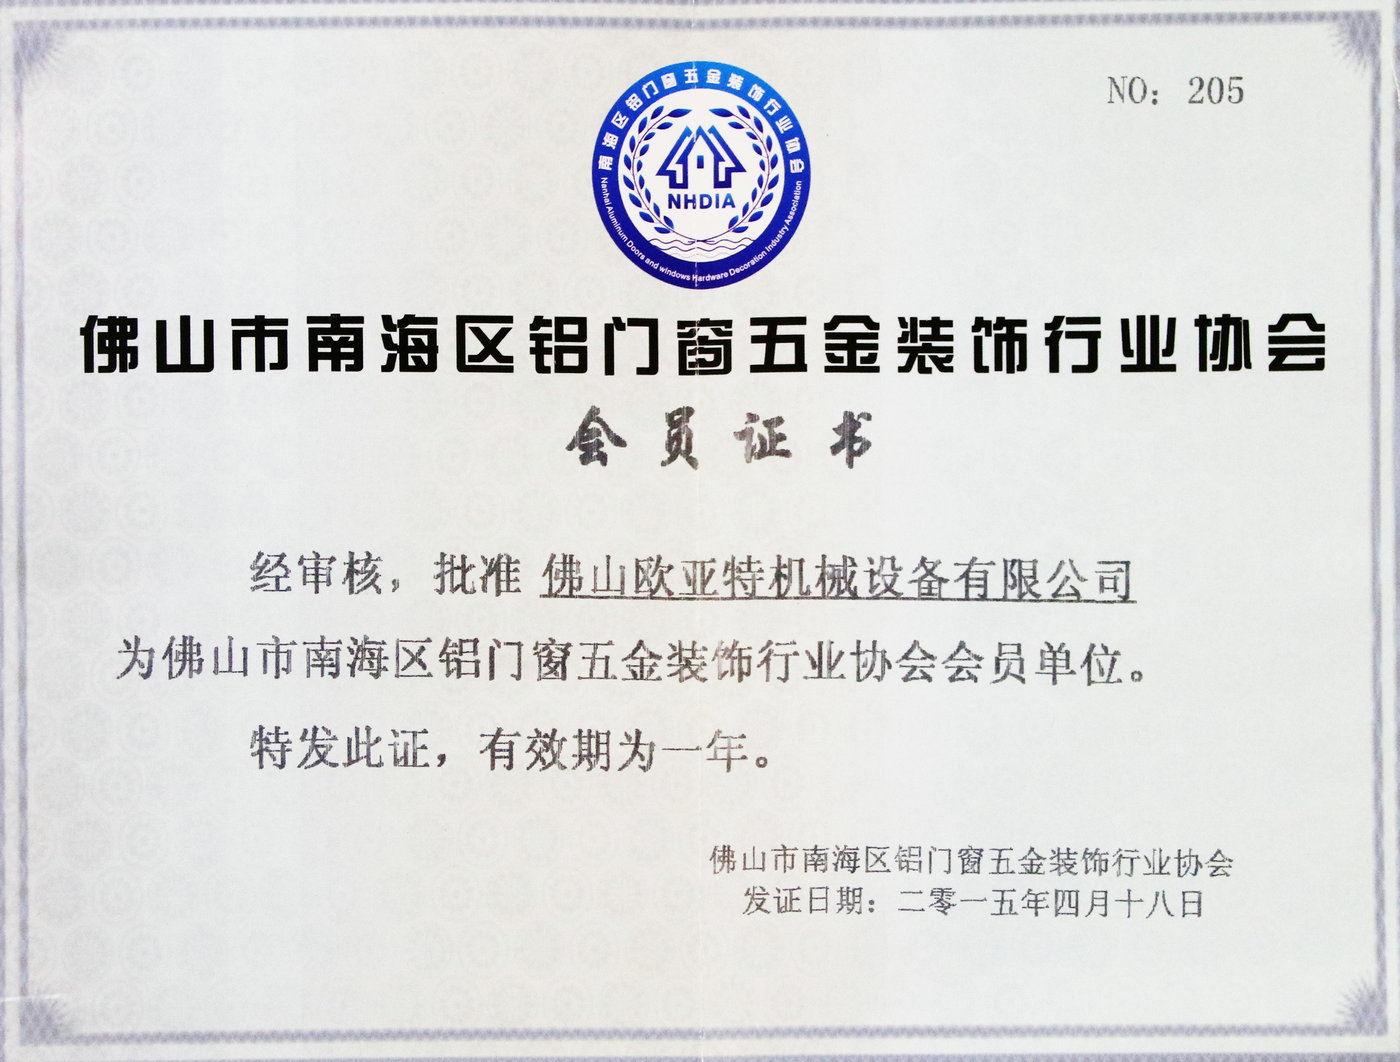 NO：205
南海区铝门窗五金装饰行业协会
NHDIA
Nanhai Aluminum Doors and windows Hardware Decoration Industry Association
佛山市南海区铝门窗五金装饰行业协会
会员证书
经审核，批准 佛山欧亚特机械设备有限公司
为佛山市南海区铝门窗五金装饰行业协会会员单位。
特发此证，有效期为一年。
佛山市南海区铝门窗五金装饰行业协会
发证日期：二零一五年四月十八日